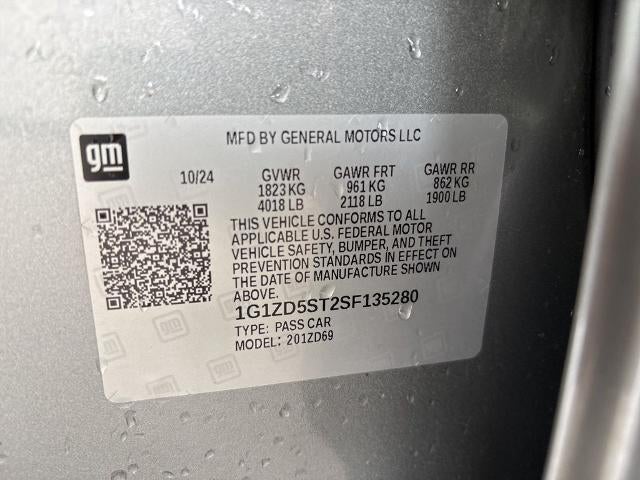 gm
MFD BY GENERAL MOTORS LLC
10/24 GVWR GAWR FRT GAWR RR
1823 KG 961 KG 862 KG
4018 LB 2118 LB 1900 LB
THIS VEHICLE CONFORMS TO ALL
APPLICABLE U.S. FEDERAL MOTOR
VEHICLE SAFETY, BUMPER, AND THEFT
PREVENTION STANDARDS IN EFFECT ON
THE DATE OF MANUFACTURE SHOWN
ABOVE.
1G1ZD5ST2SF135280
TYPE: PASS CAR
MODEL: 201ZD69